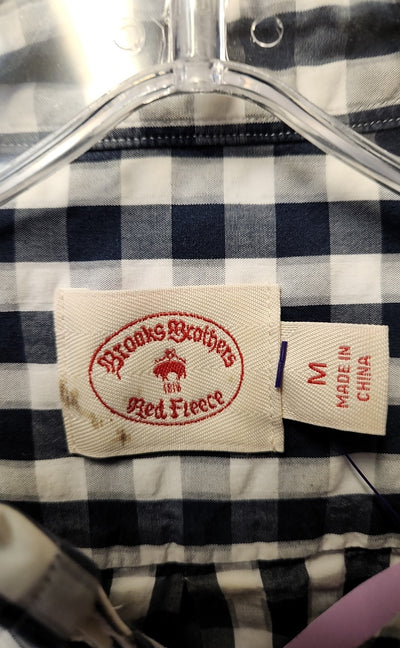 Brooks Brothers
1818
Red Fleece
M
MADE IN
CHINA